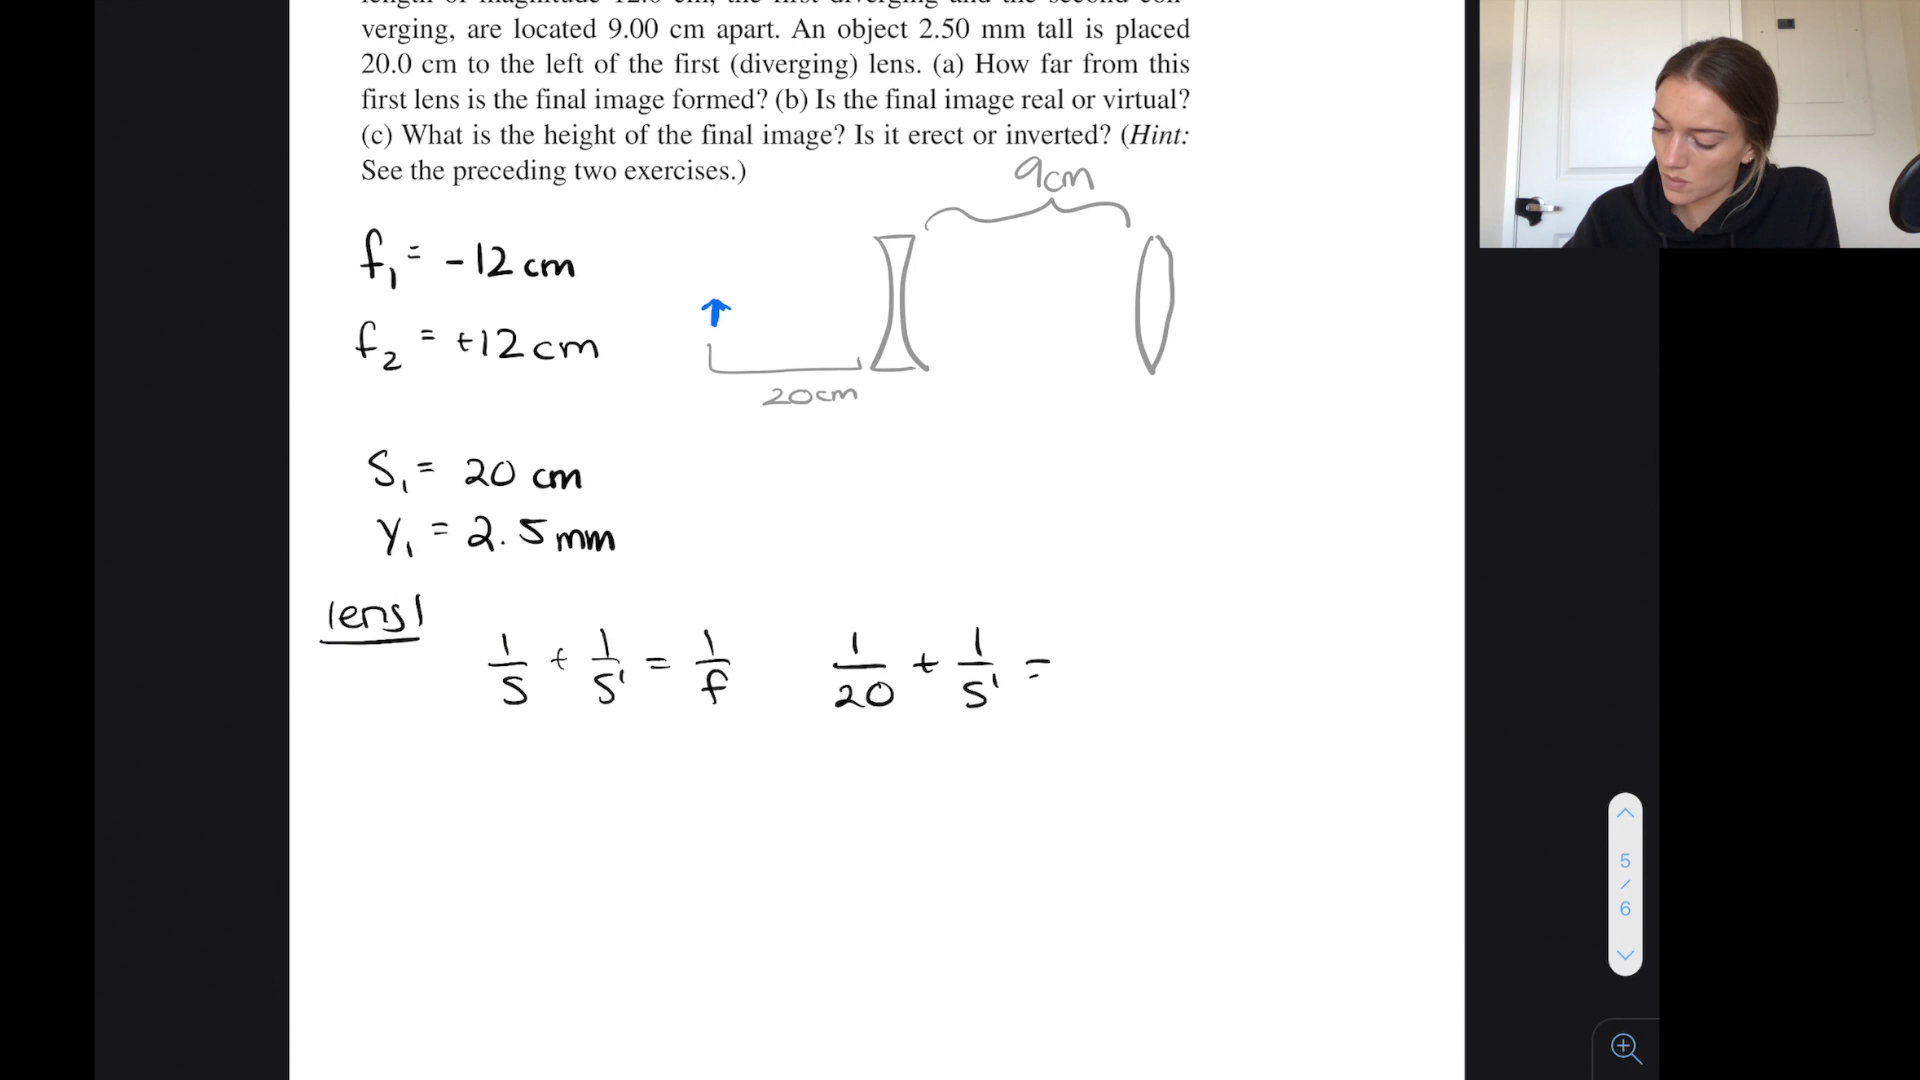 verging, are located 9.00 cm apart. An object 2.50 mm tall is placed
20.0 cm to the left of the first (diverging) lens. (a) How far from this
first lens is the final image formed? (b) Is the final image real or virtual?
(c) What is the height of the final image? Is it erect or inverted? (Hint:
See the preceding two exercises.)
9cm
f₁ = -12 cm
f₂ = +12 cm
20cm
S₁ = 20 cm
Y₁ = 2.5 mm
lens 1
1/S + 1/S' = 1/f 1/20 + 1/S' =
5
/
6